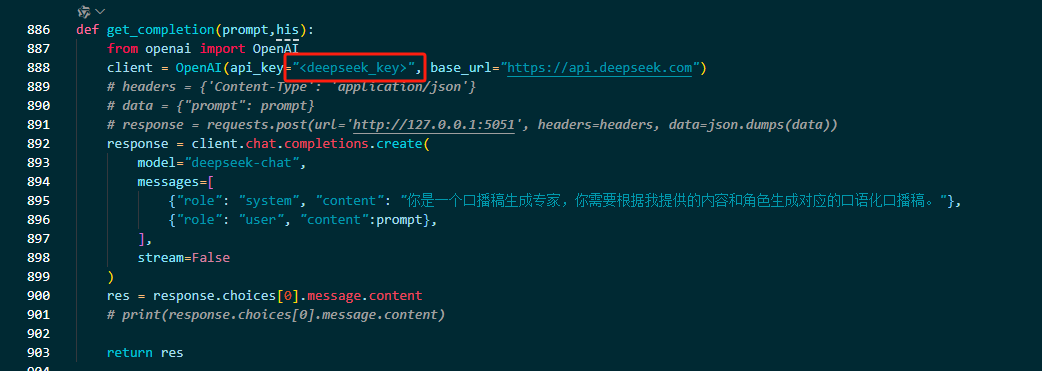 886 def get_completion(prompt,his):
887 from openai import OpenAI
888 client = OpenAI(api_key="<deepseek_key>", base_url="https://api.deepseek.com")
889 # headers = {'Content-Type': 'application/json'}
890 # data = {"prompt": prompt}
891 # response = requests.post(url='http://127.0.0.1:5051', headers=headers, data=json.dumps(data))
892 response = client.chat.completions.create(
893 model="deepseek-chat",
894 messages=[
895 {"role": "system", "content": "你是一个口播稿生成专家，你需要根据我提供的内容和角色生成对应的口语化口播稿。"},
896 {"role": "user", "content":prompt},
897 ],
898 stream=False
899 )
900 res = response.choices[0].message.content
901 # print(response.choices[0].message.content)
902
903 return res
904